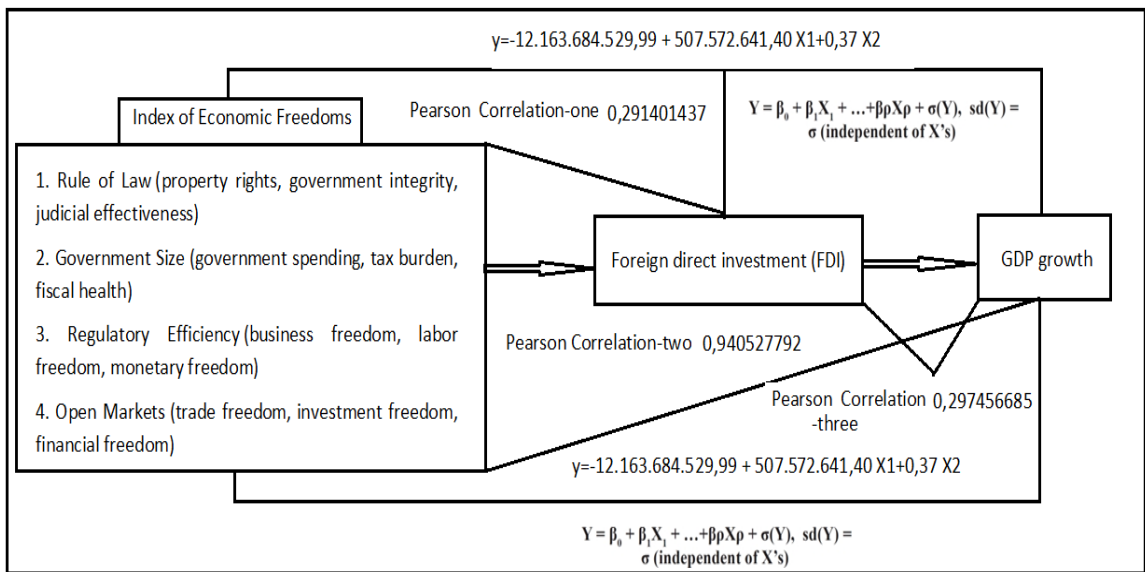 y=-12.163.684.529,99 + 507.572.641,40 X1+0,37 X2
Index of Economic Freedoms
Pearson Correlation-one 0,291401437
Y = β₀ + β₁X₁ + ...+βρXρ + σ(Y), sd(Y) =
σ (independent of X's)
1. Rule of Law (property rights, government integrity,
judicial effectiveness)
2. Government Size (government spending, tax burden,
fiscal health)
3. Regulatory Efficiency (business freedom, labor
freedom, monetary freedom)
4. Open Markets (trade freedom, investment freedom,
financial freedom)
Foreign direct investment (FDI)
GDP growth
Pearson Correlation-two 0,940527792
Pearson Correlation 0,297456685
-three
y=-12.163.684.529,99 + 507.572.641,40 X1+0,37 X2
Y = β₀ + β₁X₁ + ...+βρXρ + σ(Y), sd(Y) =
σ (independent of X's)